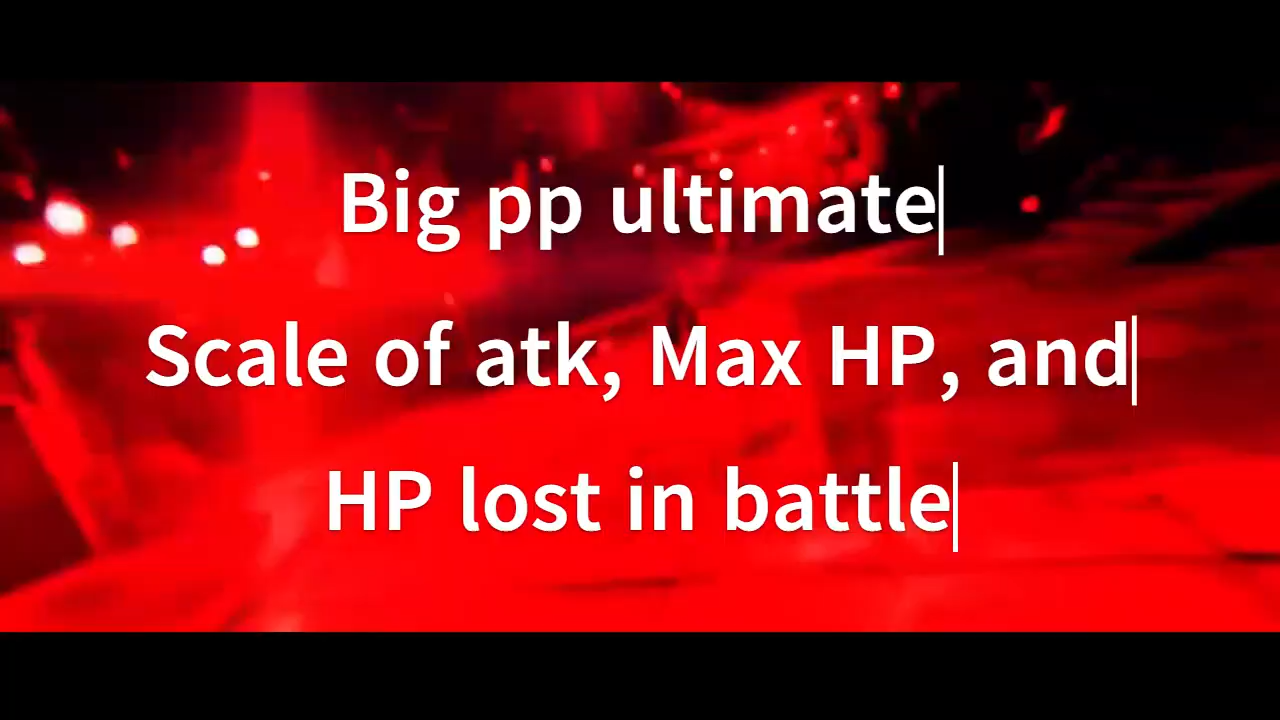 Big pp ultimate
Scale of atk, Max HP, and
HP lost in battle